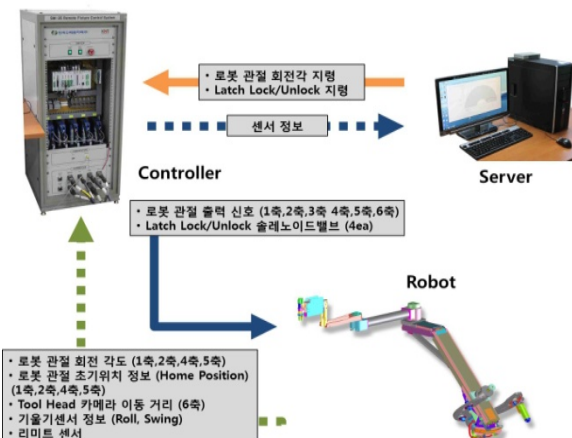 • 로봇 관절 회전각 지령
• Latch Lock/Unlock 지령
센서 정보
Controller
Server
• 로봇 관절 출력 신호 (1축,2축,3축 4축,5축,6축)
• Latch Lock/Unlock 솔레노이드밸브 (4ea)
Robot
• 로봇 관절 회전 각도 (1축,2축,4축,5축)
• 로봇 관절 초기위치 정보 (Home Position)
(1축,2축,4축,5축)
• Tool Head 카메라 이동 거리 (6축)
• 기울기센서 정보 (Roll, Swing)
• 리미트 센서